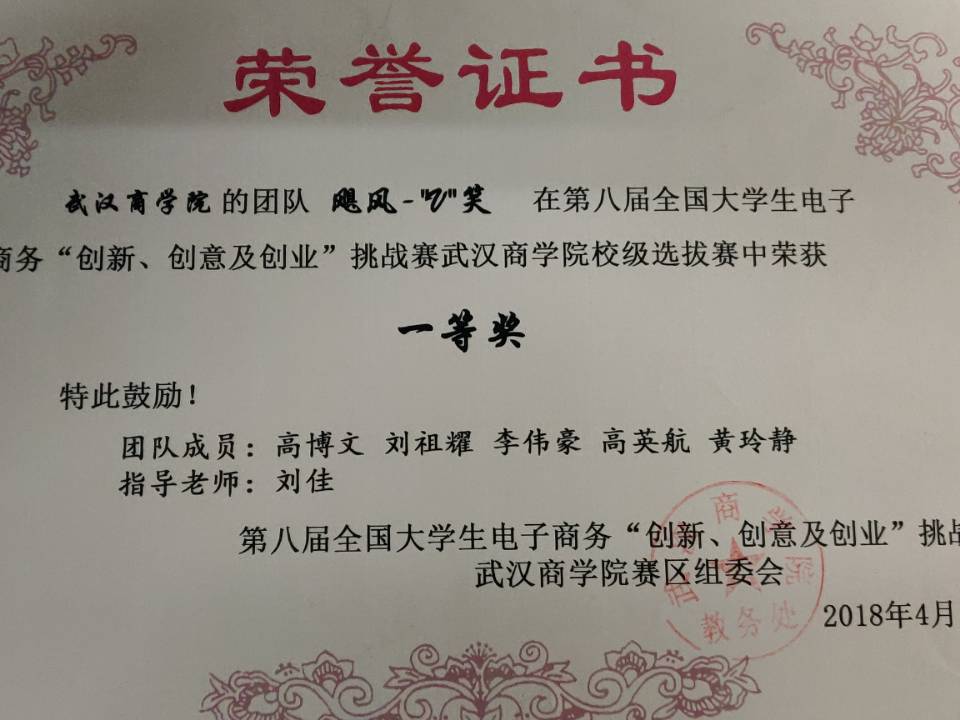 荣誉证书
武汉商学院 的团队 飓风-"V"笑 在第八届全国大学生电子
商务“创新、创意及创业”挑战赛武汉商学院校级选拔赛中荣获
一等奖
特此鼓励！
团队成员：高博文 刘祖耀 李伟豪 高英航 黄玲静
指导老师：刘佳
第八届全国大学生电子商务“创新、创意及创业”挑战
武汉商学院赛区组委会
武汉商学院
教务处
2018年4月